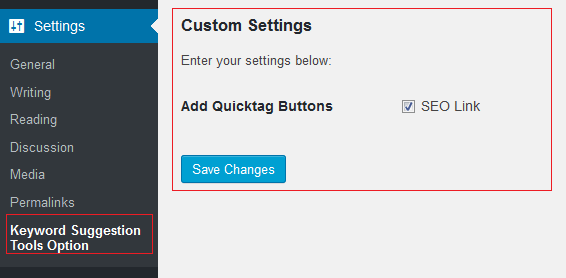 Settings
General
Writing
Reading
Discussion
Media
Permalinks
Keyword Suggestion
Tools Option
Custom Settings
Enter your settings below:
Add Quicktag Buttons SEO Link
Save Changes